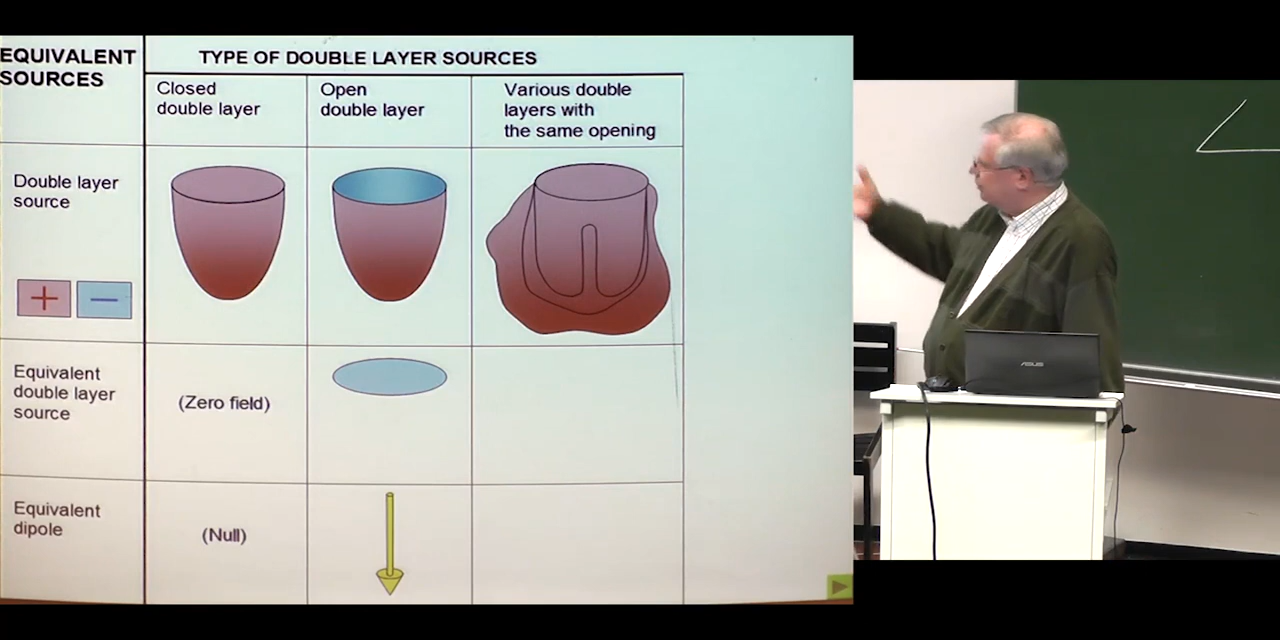 EQUIVALENT
SOURCES
TYPE OF DOUBLE LAYER SOURCES
Closed
double layer
Open
double layer
Various double
layers with
the same opening
Double layer
source
+ −
Equivalent
double layer
source
(Zero field)
Equivalent
dipole
(Null)
ASUS